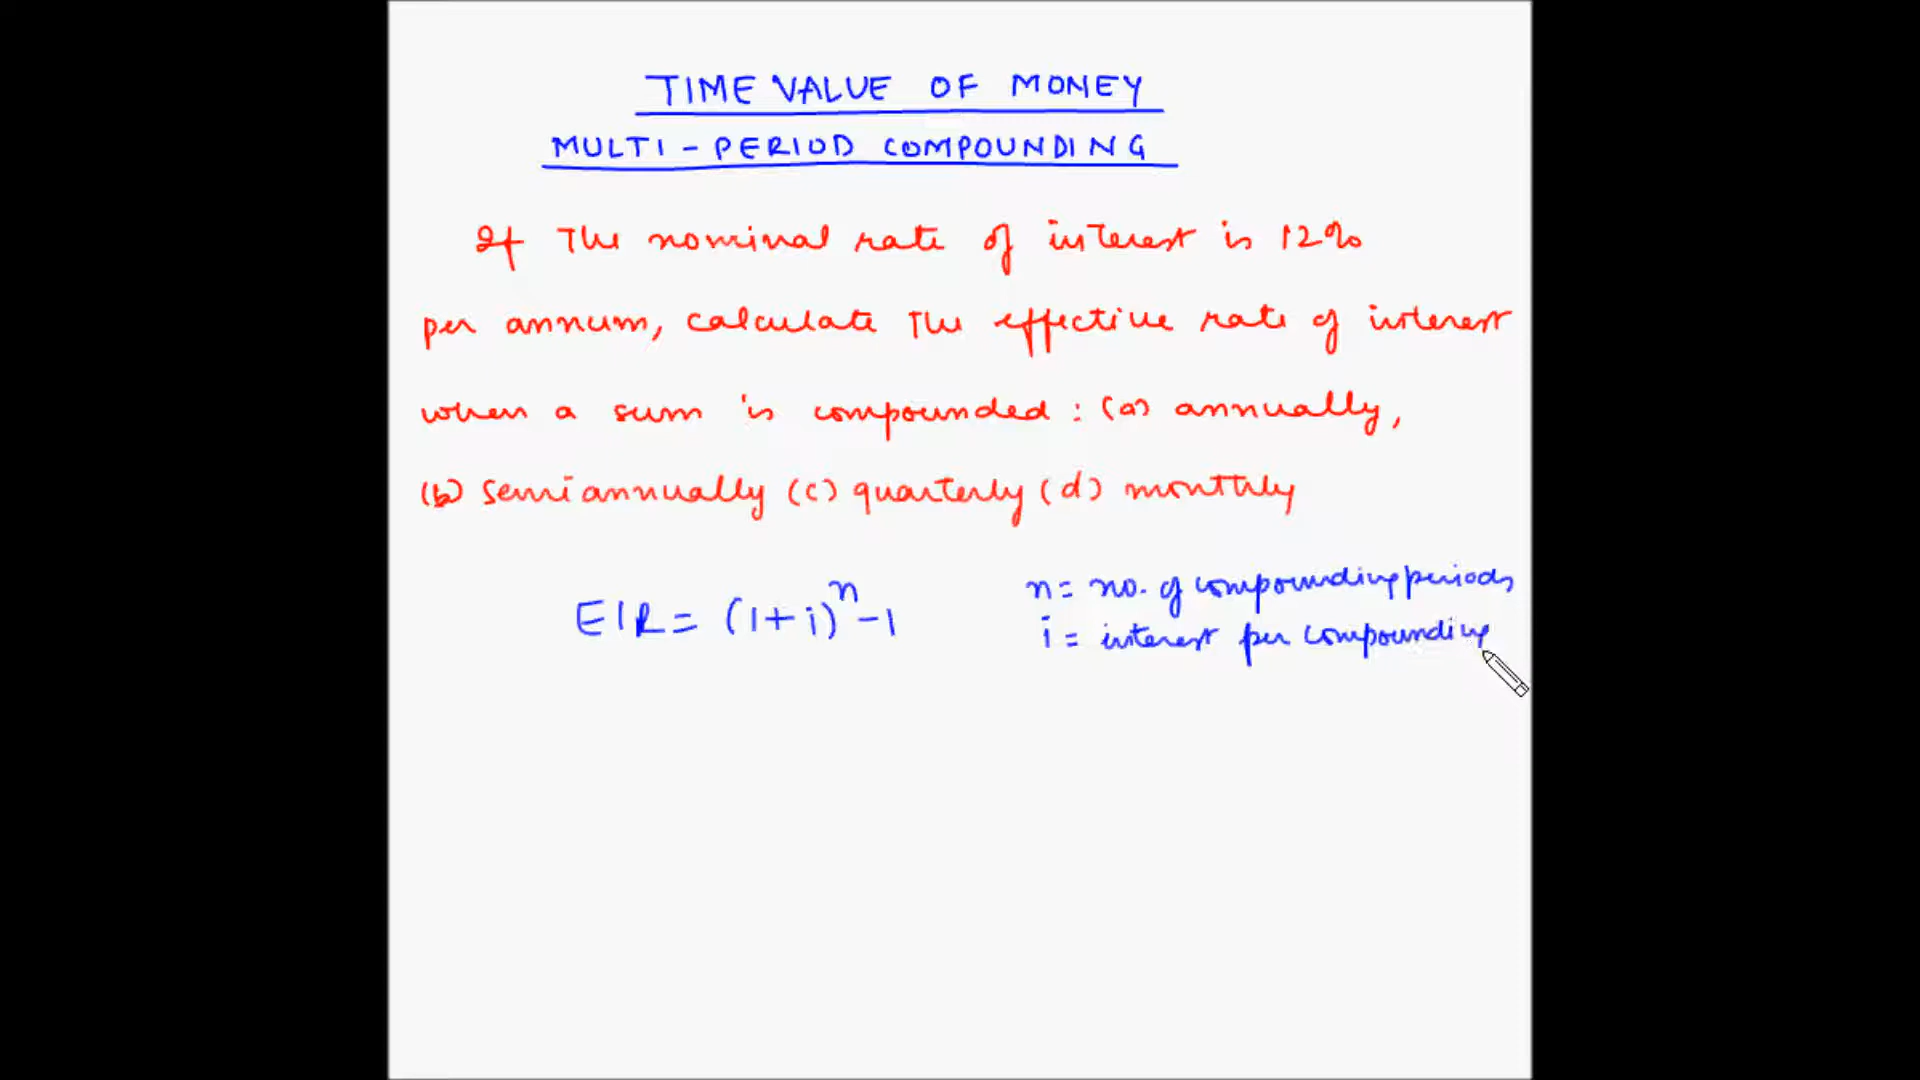 TIME VALUE OF MONEY
MULTI-PERIOD COMPOUNDING
If The nominal rate of interest is 12%
per annum, calculate The effective rate of interest
when a sum is compounded: (a) annually,
(b) semiannually (c) quarterly (d) monthly
EIR = (1+i)^n - 1
n = no. of compounding periods
i = interest per compounding